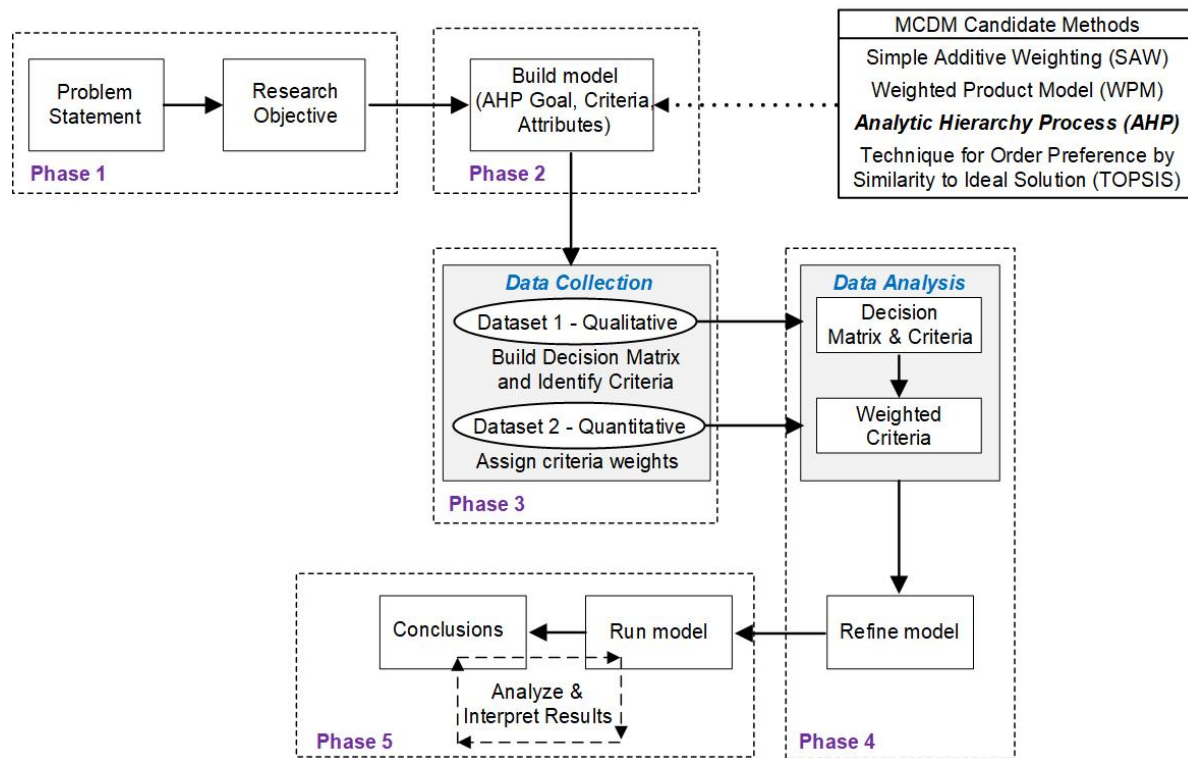 Problem
Statement
Research
Objective
Phase 1
Build model
(AHP Goal, Criteria,
Attributes)
Phase 2
MCDM Candidate Methods
Simple Additive Weighting (SAW)
Weighted Product Model (WPM)
Analytic Hierarchy Process (AHP)
Technique for Order Preference by
Similarity to Ideal Solution (TOPSIS)
Data Collection
Dataset 1 - Qualitative
Build Decision Matrix
and Identify Criteria
Dataset 2 - Quantitative
Assign criteria weights
Phase 3
Data Analysis
Decision
Matrix & Criteria
Weighted
Criteria
Refine model
Phase 4
Conclusions
Run model
Analyze &
Interpret Results
Phase 5